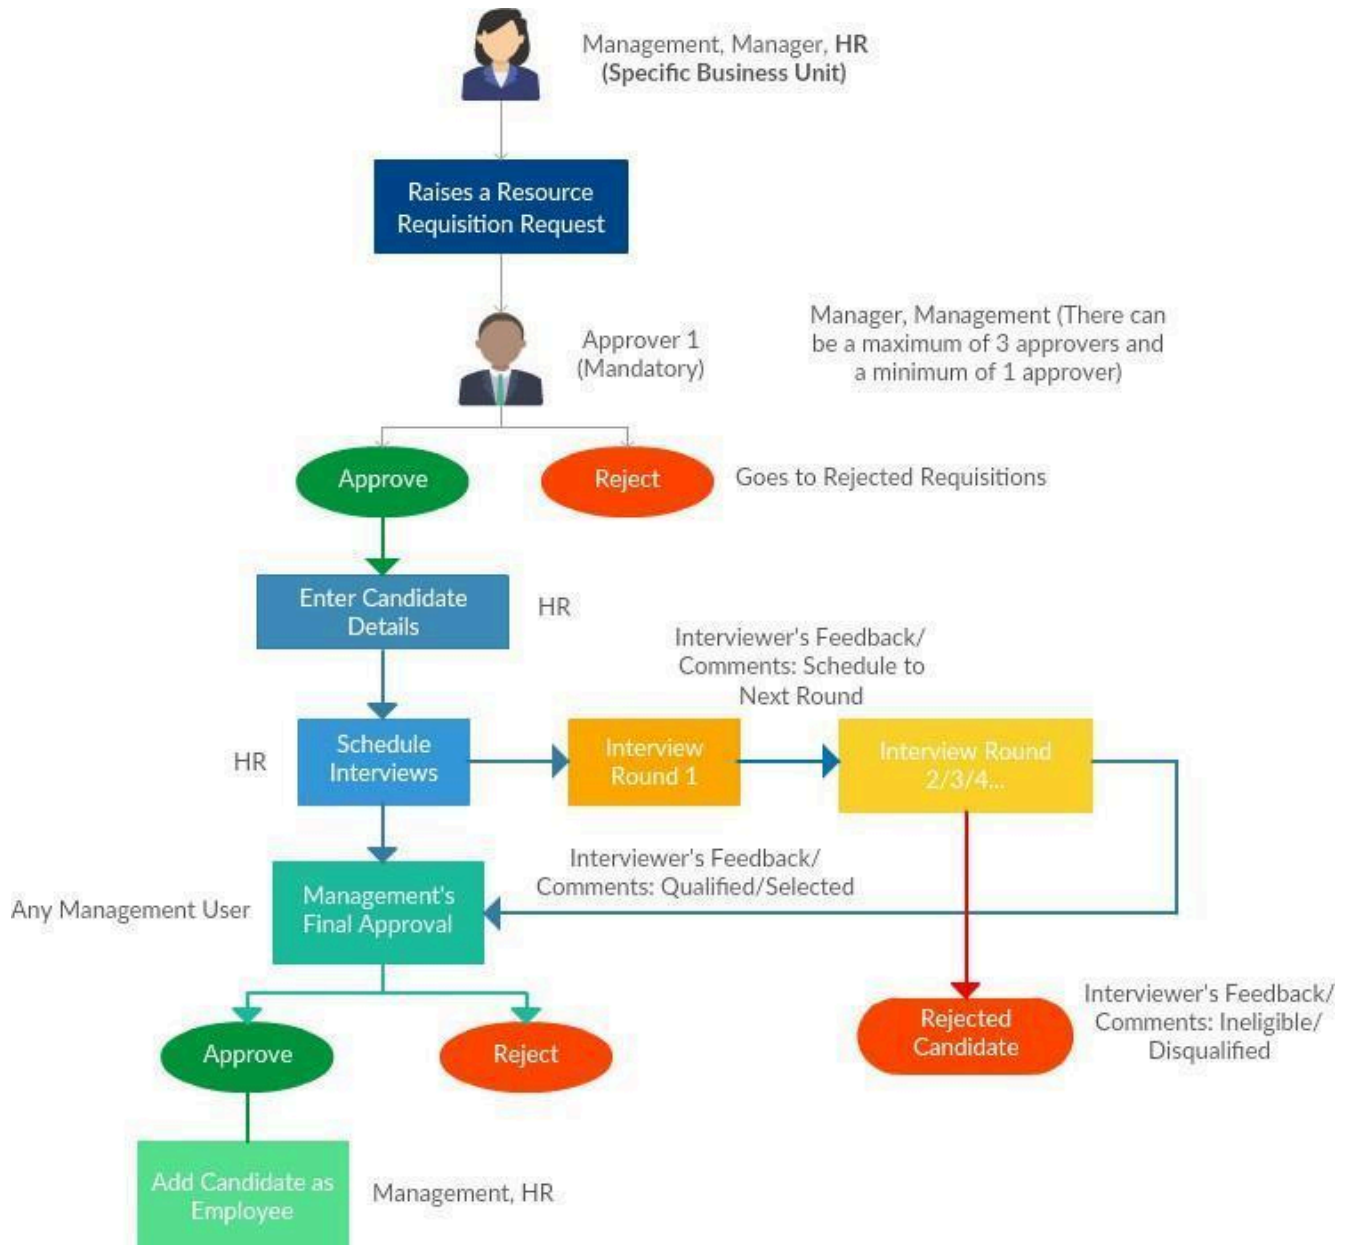 Management, Manager, HR
(Specific Business Unit)
Raises a Resource
Requisition Request
Approver 1
(Mandatory)
Manager, Management (There can
be a maximum of 3 approvers and
a minimum of 1 approver)
Approve
Reject
Goes to Rejected Requisitions
Enter Candidate
Details
HR
Interviewer's Feedback/
Comments: Schedule to
Next Round
HR
Schedule
Interviews
Interview
Round 1
Interview Round
2/3/4...
Interviewer's Feedback/
Comments: Qualified/Selected
Any Management User
Management's
Final Approval
Approve
Reject
Rejected
Candidate
Interviewer's Feedback/
Comments: Ineligible/
Disqualified
Add Candidate as
Employee
Management, HR